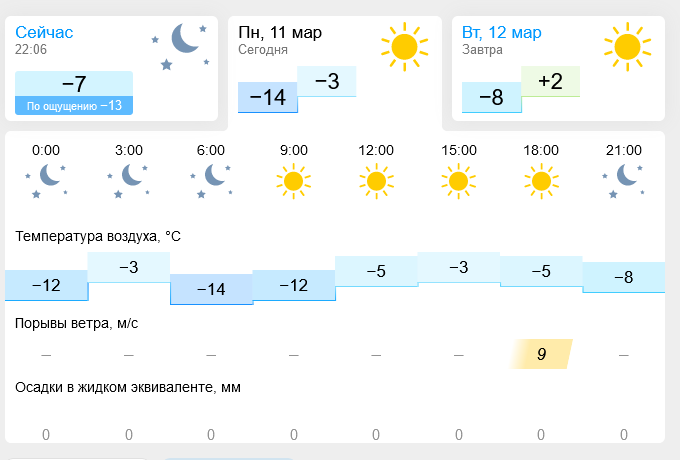 Сейчас
22:06
−7
По ощущению −13
Пн, 11 мар
Сегодня
−14
−3
Вт, 12 мар
Завтра
−8
+2
0:00 3:00 6:00 9:00 12:00 15:00 18:00 21:00
Температура воздуха, °C
−12 −3 −14 −12 −5 −3 −5 −8
Порывы ветра, м/с
— — — — — — 9 —
Осадки в жидком эквиваленте, мм
0 0 0 0 0 0 0 0